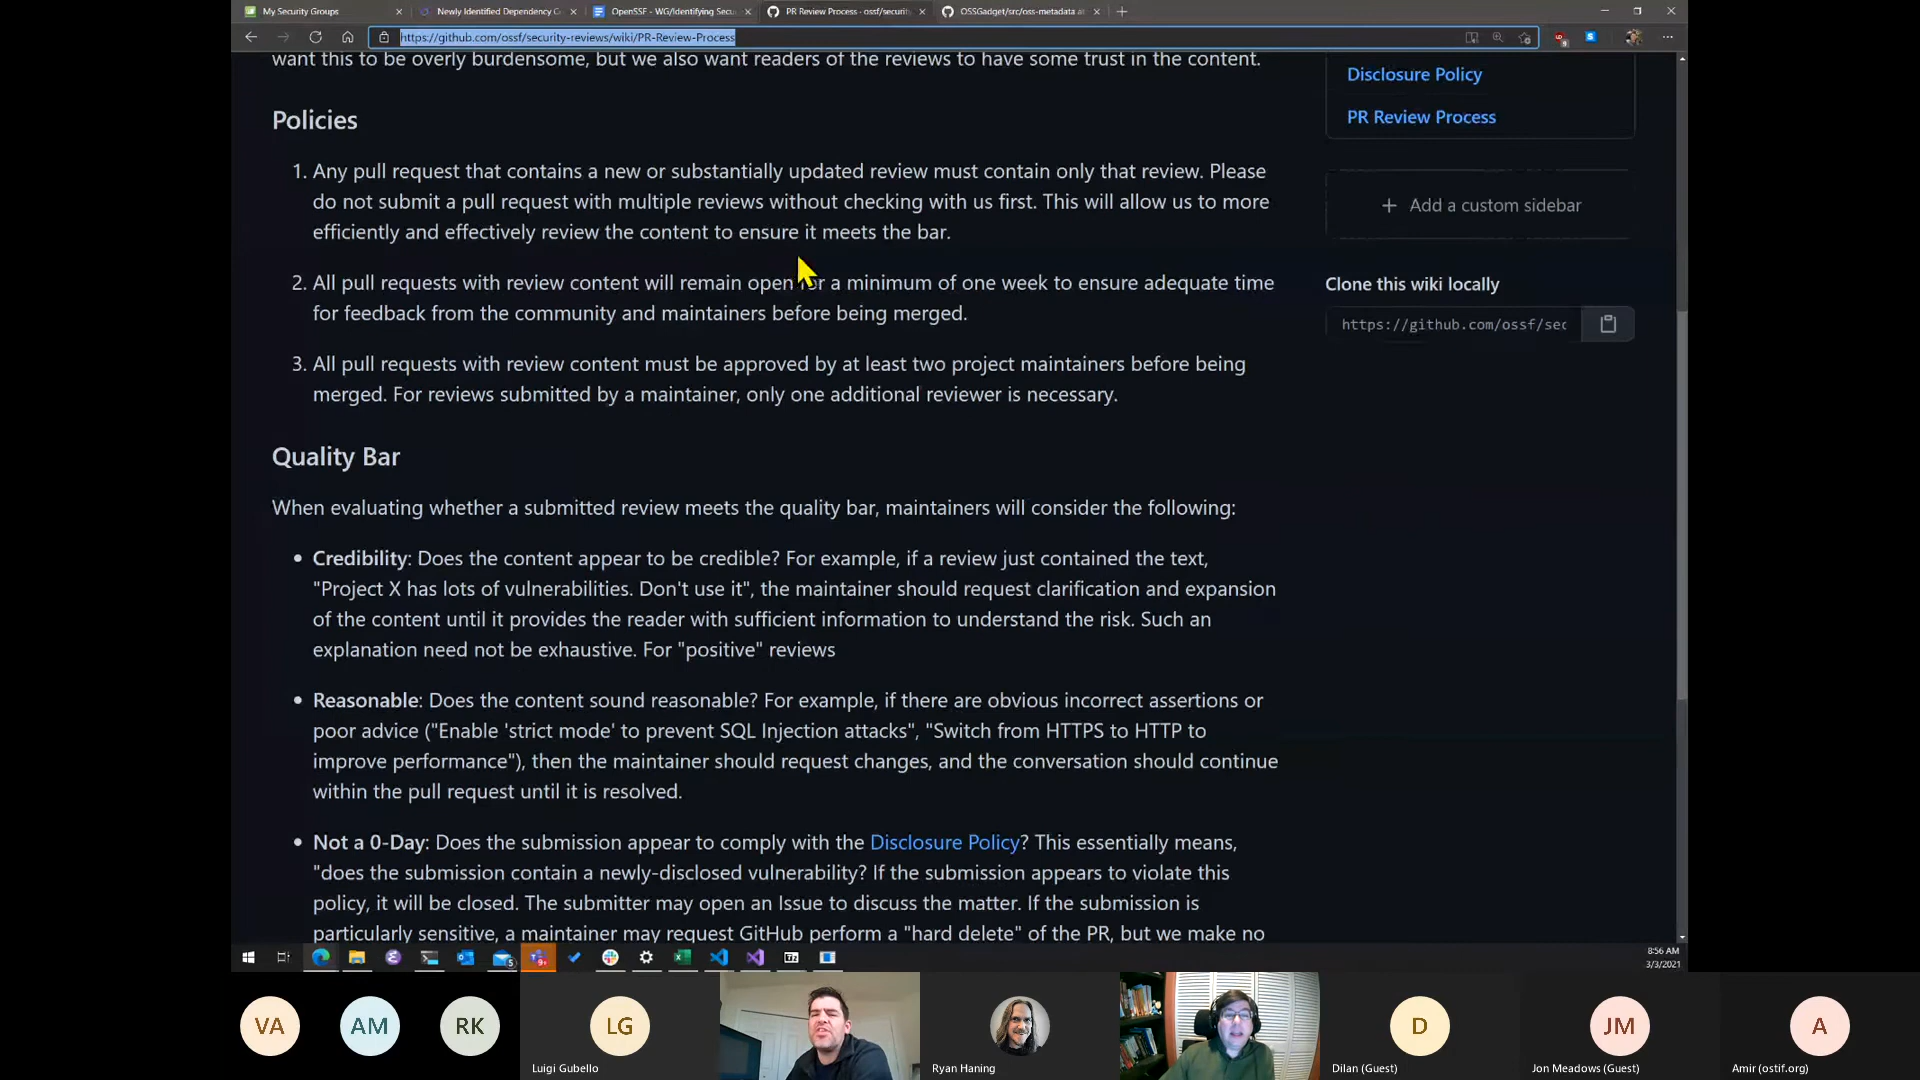 My Security Groups
Newly Identified Dependency C
OpenSSF - WG/Identifying Secu
PR Review Process · ossf/security
OSSGadget/src/oss-metadata at
https://github.com/ossf/security-reviews/wiki/PR-Review-Process
want this to be overly burdensome, but we also want readers of the reviews to have some trust in the content.
Policies
1. Any pull request that contains a new or substantially updated review must contain only that review. Please
do not submit a pull request with multiple reviews without checking with us first. This will allow us to more
efficiently and effectively review the content to ensure it meets the bar.
2. All pull requests with review content will remain open for a minimum of one week to ensure adequate time
for feedback from the community and maintainers before being merged.
3. All pull requests with review content must be approved by at least two project maintainers before being
merged. For reviews submitted by a maintainer, only one additional reviewer is necessary.
Quality Bar
When evaluating whether a submitted review meets the quality bar, maintainers will consider the following:
• Credibility: Does the content appear to be credible? For example, if a review just contained the text,
"Project X has lots of vulnerabilities. Don't use it", the maintainer should request clarification and expansion
of the content until it provides the reader with sufficient information to understand the risk. Such an
explanation need not be exhaustive. For "positive" reviews
• Reasonable: Does the content sound reasonable? For example, if there are obvious incorrect assertions or
poor advice ("Enable 'strict mode' to prevent SQL Injection attacks", "Switch from HTTPS to HTTP to
improve performance"), then the maintainer should request changes, and the conversation should continue
within the pull request until it is resolved.
• Not a 0-Day: Does the submission appear to comply with the Disclosure Policy? This essentially means,
"does the submission contain a newly-disclosed vulnerability? If the submission appears to violate this
policy, it will be closed. The submitter may open an Issue to discuss the matter. If the submission is
particularly sensitive, a maintainer may request GitHub perform a "hard delete" of the PR, but we make no
Disclosure Policy
PR Review Process
+ Add a custom sidebar
Clone this wiki locally
https://github.com/ossf/sec
8:56 AM
3/3/2021
VA
AM
RK
LG
Luigi Gubello
Ryan Haning
D
Dilan (Guest)
JM
Jon Meadows (Guest)
A
Amir (ostif.org)